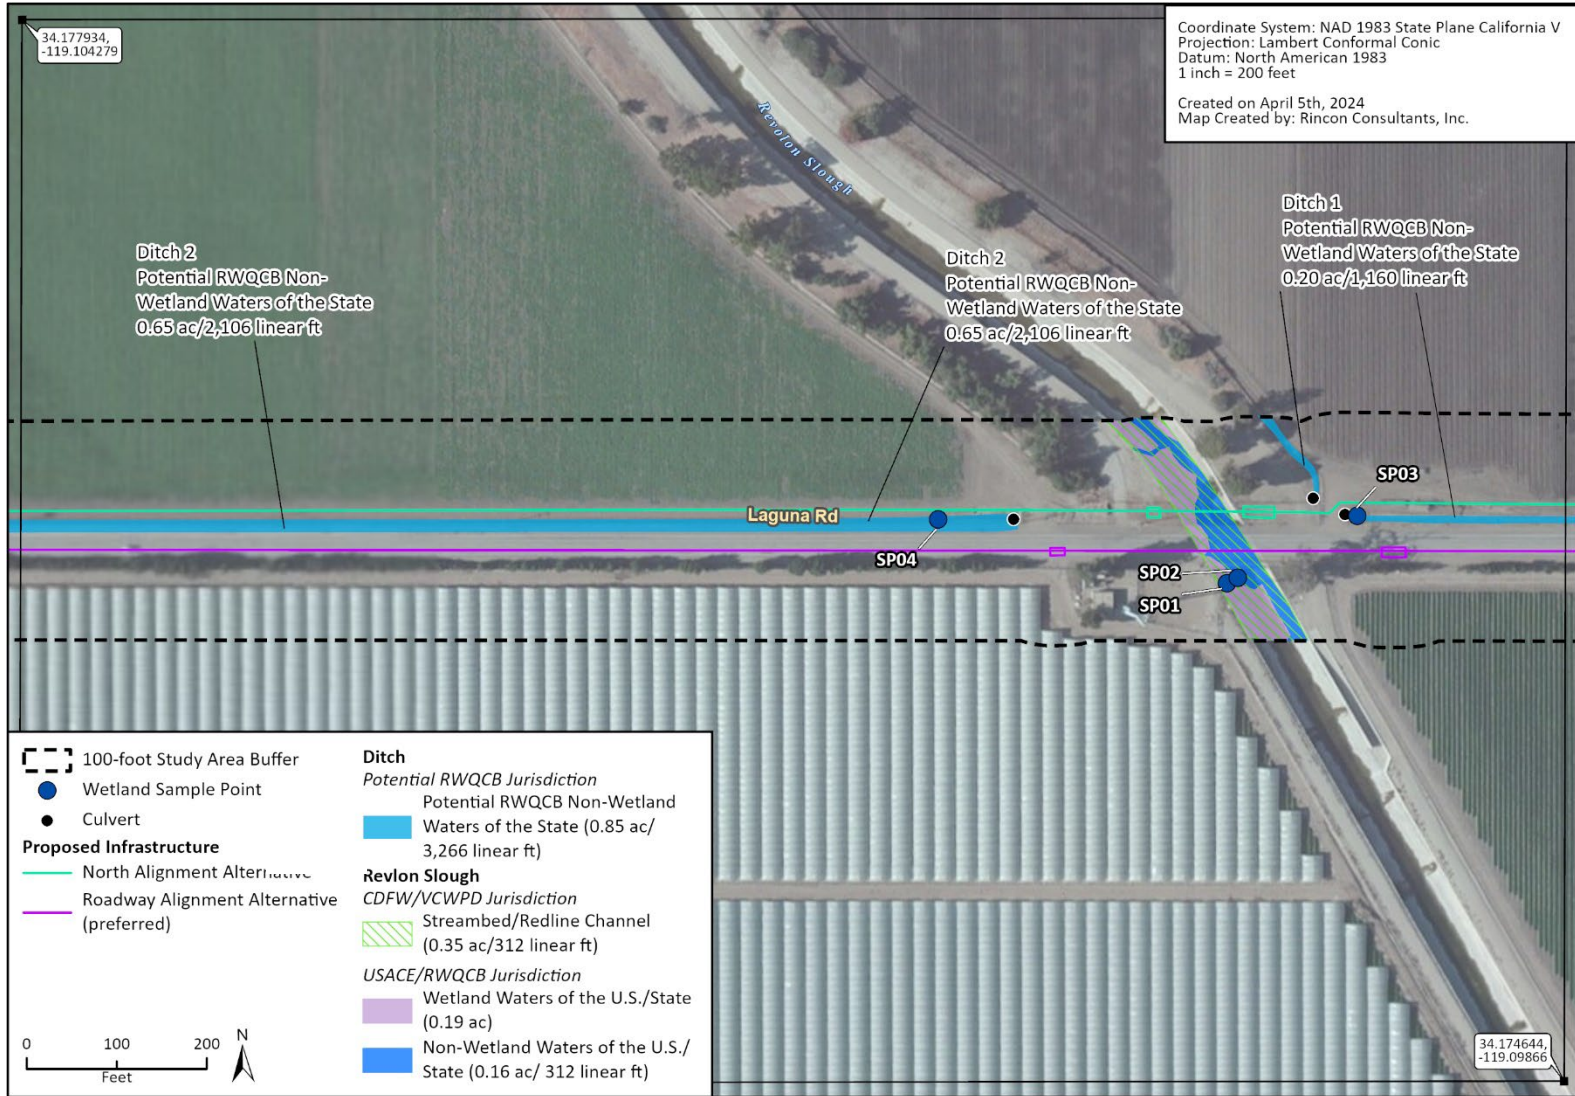 34.177934,
-119.104279
Coordinate System: NAD 1983 State Plane California V
Projection: Lambert Conformal Conic
Datum: North American 1983
1 inch = 200 feet
Created on April 5th, 2024
Map Created by: Rincon Consultants, Inc.
Revolon Slough
Ditch 1
Potential RWQCB Non-
Wetland Waters of the State
0.20 ac/1,160 linear ft
Ditch 2
Potential RWQCB Non-
Wetland Waters of the State
0.65 ac/2,106 linear ft
Ditch 2
Potential RWQCB Non-
Wetland Waters of the State
0.65 ac/2,106 linear ft
SP03
Laguna Rd
SP04
SP02
SP01
100-foot Study Area Buffer
Wetland Sample Point
Culvert
Proposed Infrastructure
North Alignment Alternative
Roadway Alignment Alternative
(preferred)
0 100 200
Feet
N
Ditch
Potential RWQCB Jurisdiction
Potential RWQCB Non-Wetland
Waters of the State (0.85 ac/
3,266 linear ft)
Revlon Slough
CDFW/VCWPD Jurisdiction
Streambed/Redline Channel
(0.35 ac/312 linear ft)
USACE/RWQCB Jurisdiction
Wetland Waters of the U.S./State
(0.19 ac)
Non-Wetland Waters of the U.S./
State (0.16 ac/ 312 linear ft)
34.174644,
-119.09866